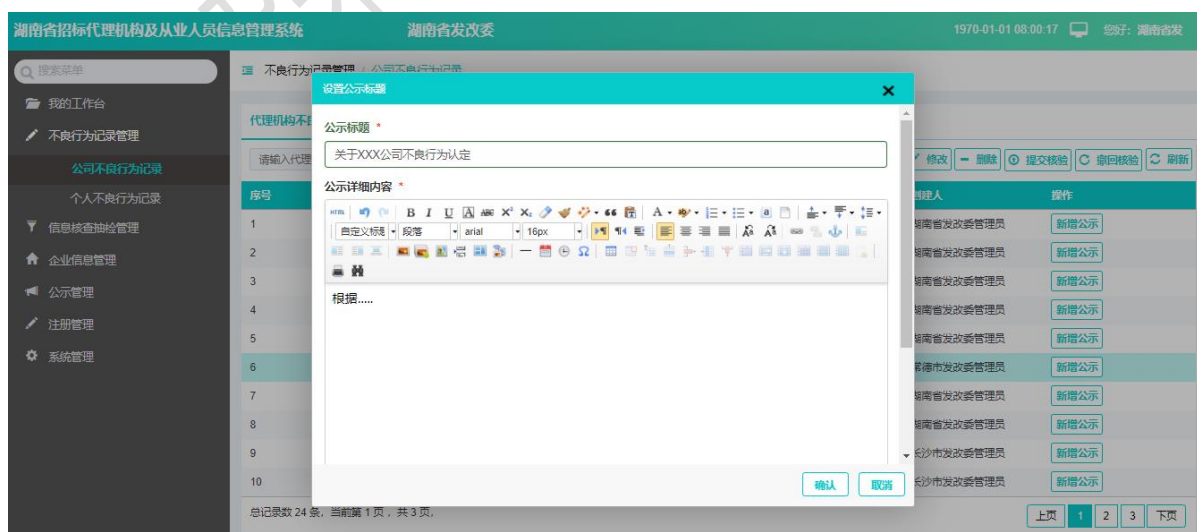 湖南省招标代理机构及从业人员信息管理系统 湖南省发改委 1970-01-01 08:00:17 您好: 湖南省发
搜索菜单
我的工作台
不良行为记录管理
公司不良行为记录
个人不良行为记录
信息核查抽检管理
企业信息管理
公示管理
注册管理
系统管理
不良行为记录管理 / 公司不良行为记录
代理机构不良
请输入代理
修改 删除 提交核验 撤回核验 刷新
序号 创建人 操作
1 湖南省发改委管理员 新增公示
2 湖南省发改委管理员 新增公示
3 湖南省发改委管理员 新增公示
4 湖南省发改委管理员 新增公示
5 湖南省发改委管理员 新增公示
6 常德市发改委管理员 新增公示
7 湖南省发改委管理员 新增公示
8 湖南省发改委管理员 新增公示
9 长沙市发改委管理员 新增公示
10 长沙市发改委管理员 新增公示
总记录数 24 条, 当前第 1 页, 共 3 页,
上页 1 2 3 下页
设置公示标题
公示标题 *
关于XXX公司不良行为认定
公示详细内容 *
HTML B I U A ABC X² X₂ A
自定义标题 段落 arial 16px
根据.....
确认 取消